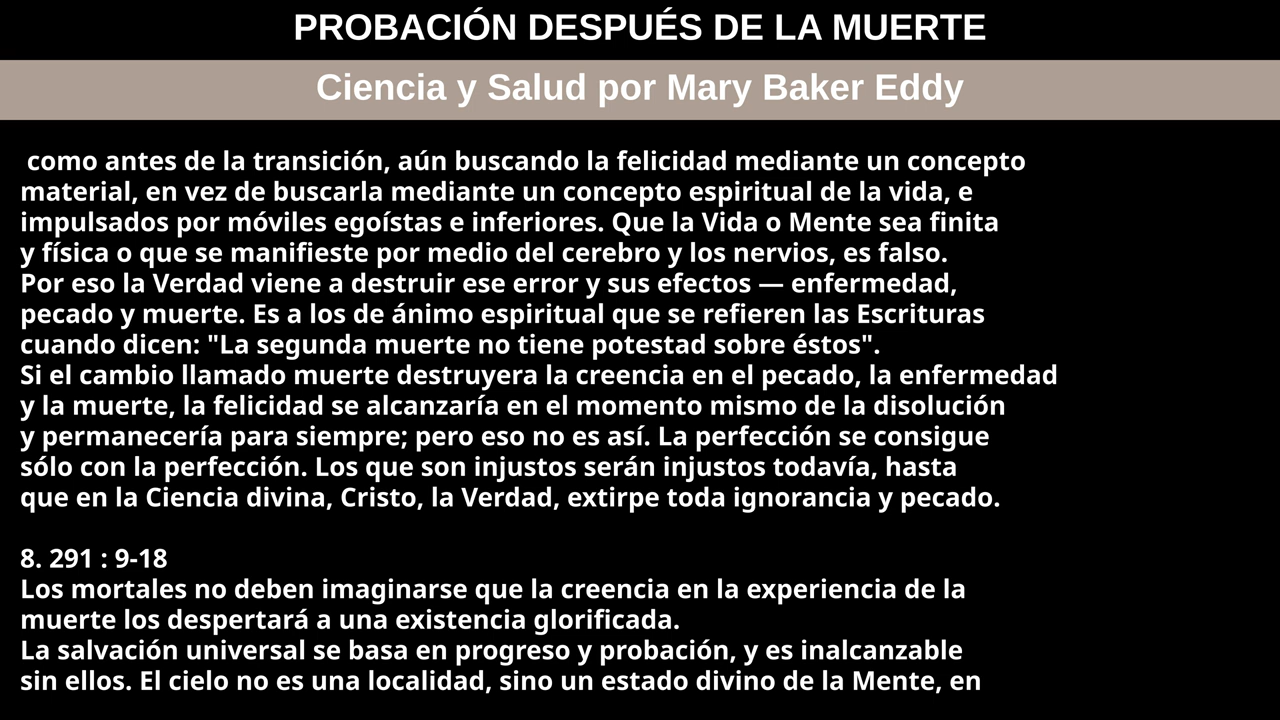 PROBACIÓN DESPUÉS DE LA MUERTE
Ciencia y Salud por Mary Baker Eddy
como antes de la transición, aún buscando la felicidad mediante un concepto
material, en vez de buscarla mediante un concepto espiritual de la vida, e
impulsados por móviles egoístas e inferiores. Que la Vida o Mente sea finita
y física o que se manifieste por medio del cerebro y los nervios, es falso.
Por eso la Verdad viene a destruir ese error y sus efectos — enfermedad,
pecado y muerte. Es a los de ánimo espiritual que se refieren las Escrituras
cuando dicen: "La segunda muerte no tiene potestad sobre éstos".
Si el cambio llamado muerte destruyera la creencia en el pecado, la enfermedad
y la muerte, la felicidad se alcanzaría en el momento mismo de la disolución
y permanecería para siempre; pero eso no es así. La perfección se consigue
sólo con la perfección. Los que son injustos serán injustos todavía, hasta
que en la Ciencia divina, Cristo, la Verdad, extirpe toda ignorancia y pecado.
8. 291 : 9-18
Los mortales no deben imaginarse que la creencia en la experiencia de la
muerte los despertará a una existencia glorificada.
La salvación universal se basa en progreso y probación, y es inalcanzable
sin ellos. El cielo no es una localidad, sino un estado divino de la Mente, en